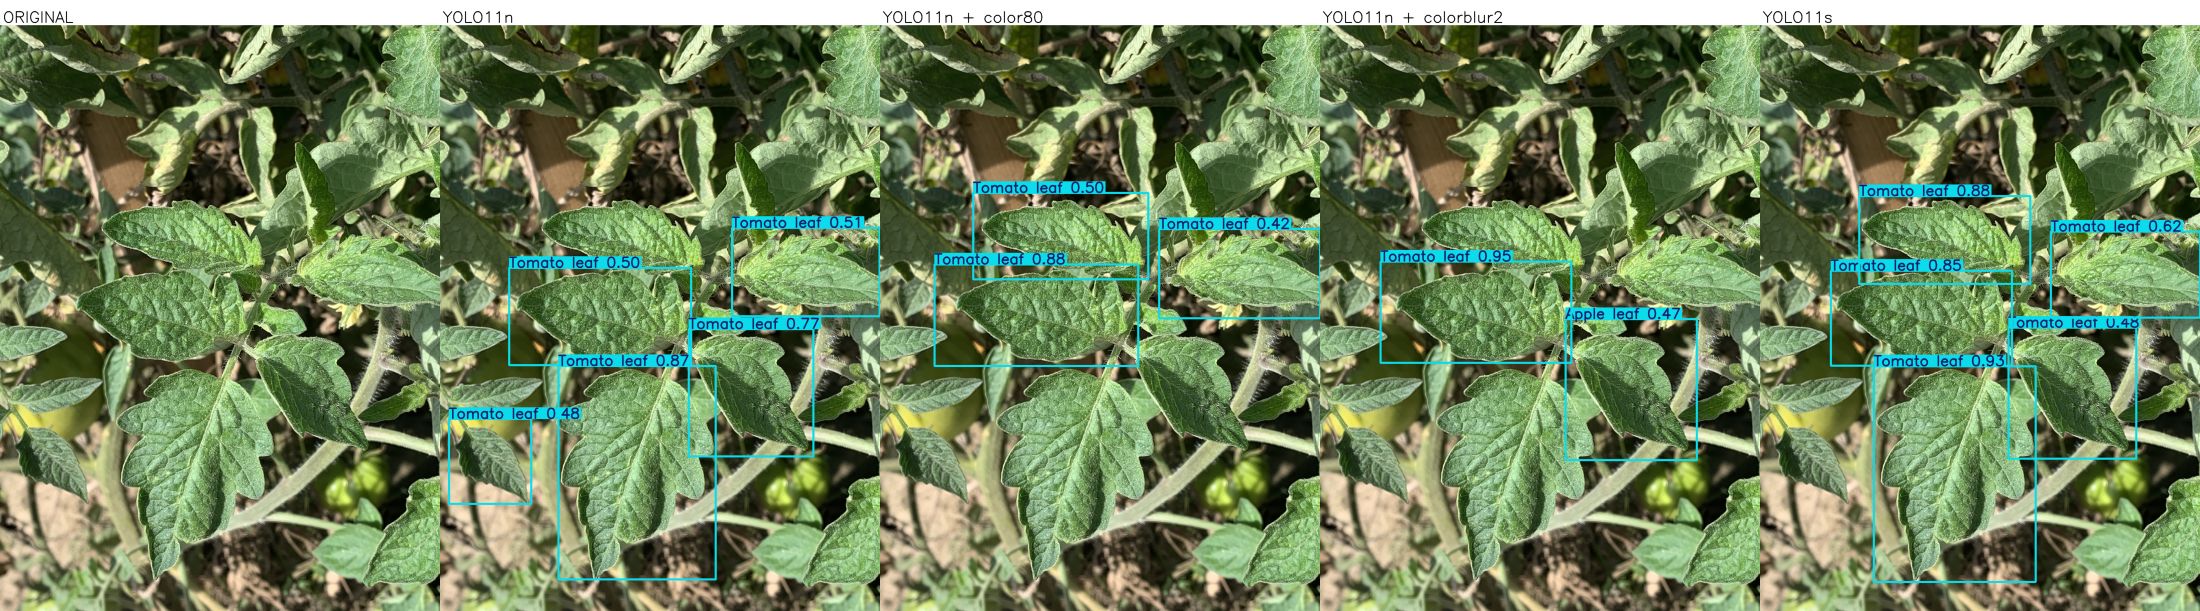 ORIGINAL
YOLO11n
YOLO11n + color80
YOLO11n + colorblur2
YOLO11s
Tomato leaf 0.51
Tomato leaf 0.50
Tomato leaf 0.77
Tomato leaf 0.87
Tomato leaf 0.48
Tomato leaf 0.50
Tomato leaf 0.42
Tomato leaf 0.88
Tomato leaf 0.95
Apple leaf 0.47
Tomato leaf 0.88
Tomato leaf 0.62
Tomato leaf 0.85
Tomato leaf 0.48
Tomato leaf 0.93